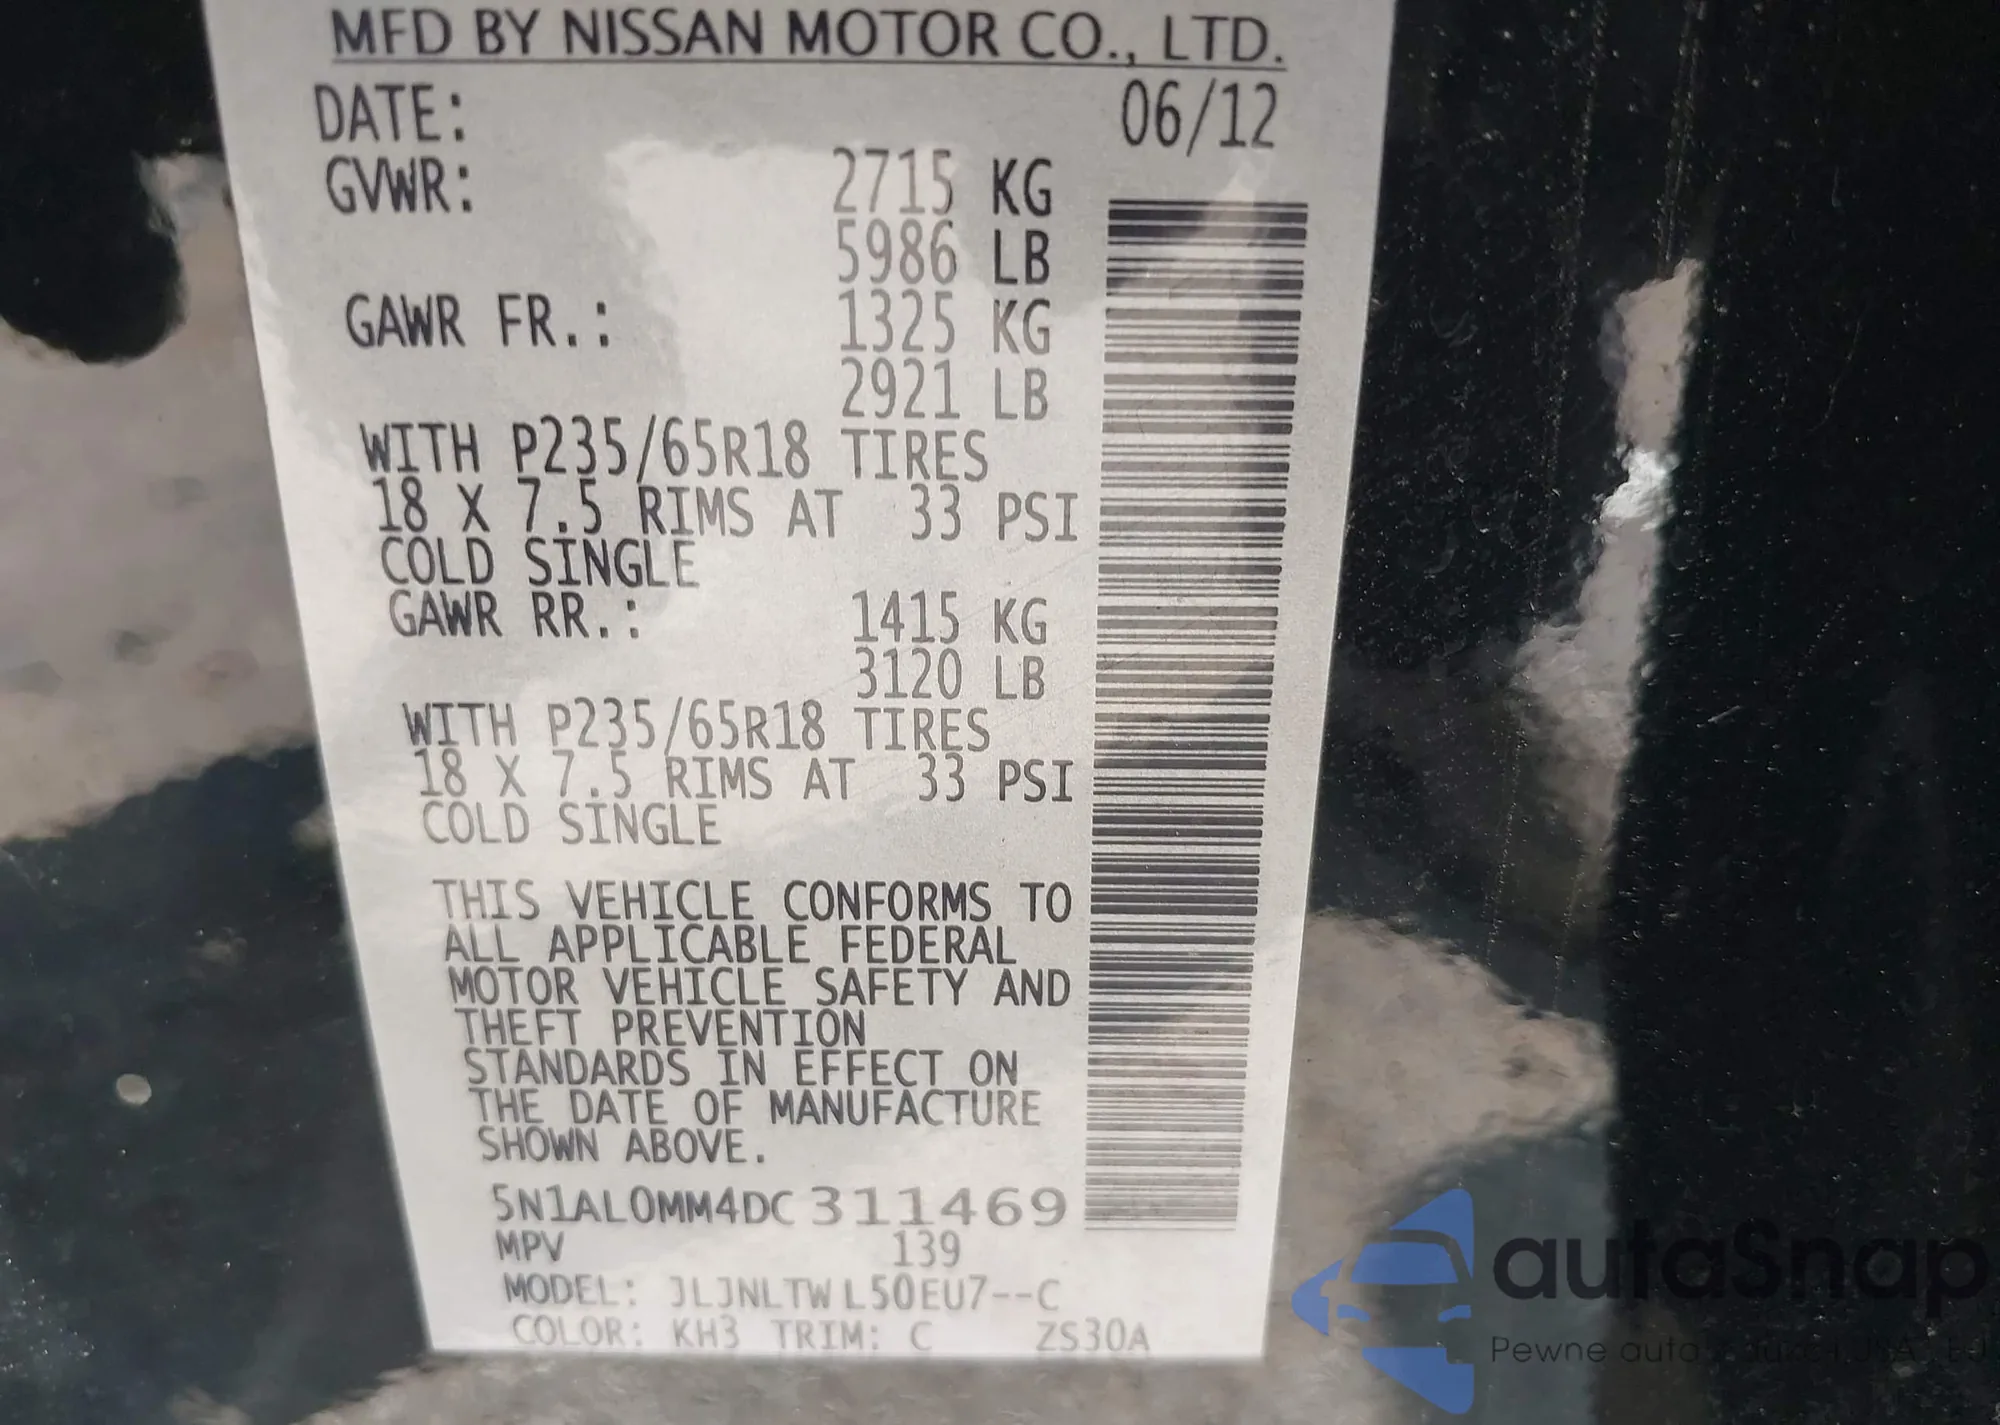 MFD BY NISSAN MOTOR CO., LTD.
DATE: 06/12
GVWR: 2715 KG
5986 LB
GAWR FR.: 1325 KG
2921 LB
WITH P235/65R18 TIRES
18 X 7.5 RIMS AT 33 PSI
COLD SINGLE
GAWR RR.: 1415 KG
3120 LB
WITH P235/65R18 TIRES
18 X 7.5 RIMS AT 33 PSI
COLD SINGLE
THIS VEHICLE CONFORMS TO
ALL APPLICABLE FEDERAL
MOTOR VEHICLE SAFETY AND
THEFT PREVENTION
STANDARDS IN EFFECT ON
THE DATE OF MANUFACTURE
SHOWN ABOVE.
5N1AL0MM4DC311469
MPV 139
MODEL: JLJNLTWL50EU7--C
COLOR: KH3 TRIM: C ZS30A
autaSnap
Pewne auta